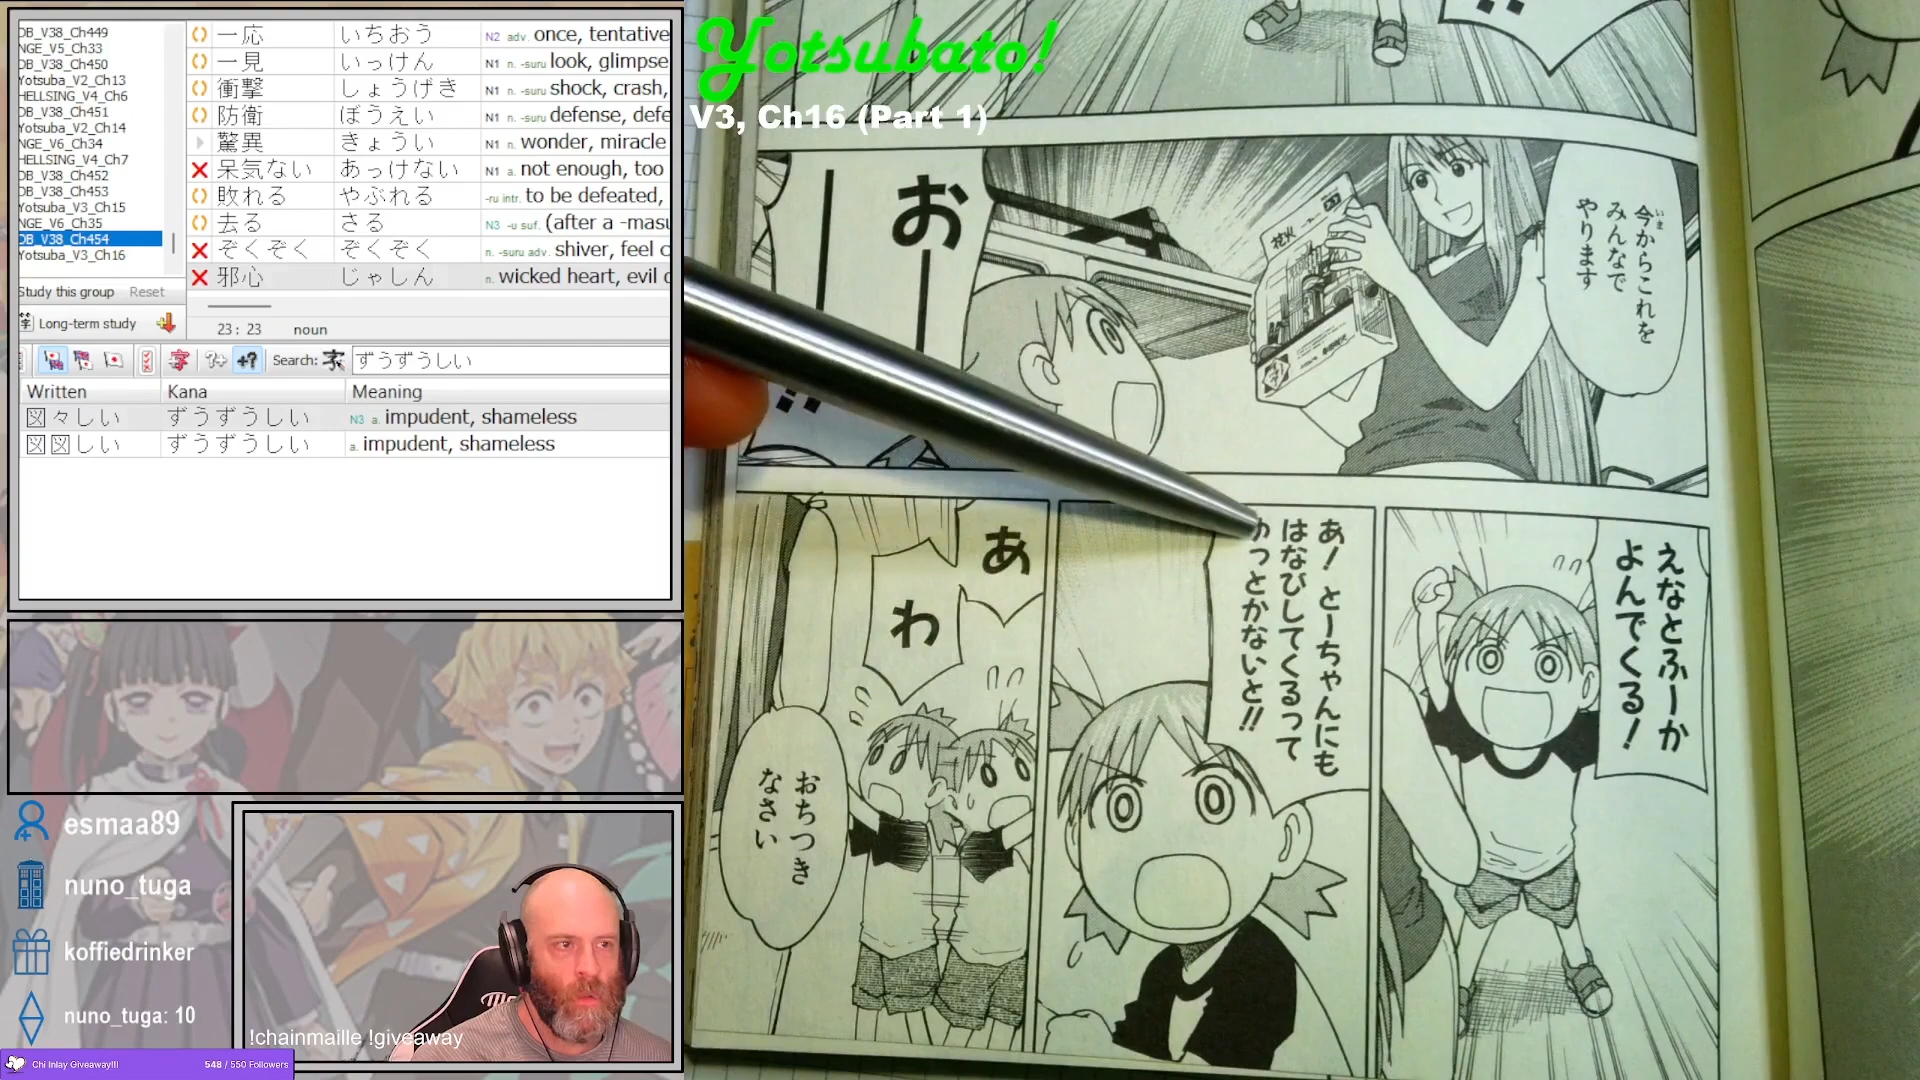 DB_V38_Ch449
NGE_V5_Ch33
DB_V38_Ch450
Yotsuba_V2_Ch13
HELLSING_V4_Ch6
DB_V38_Ch451
Yotsuba_V2_Ch14
NGE_V6_Ch34
HELLSING_V4_Ch7
DB_V38_Ch452
DB_V38_Ch453
Yotsuba_V3_Ch15
NGE_V6_Ch35
DB_V38_Ch454
Yotsuba_V3_Ch16
Study this group Reset
Long-term study
一応 いちおう N2 adv. once, tentative
一見 いっけん N1 n. -suru look, glimpse
衝撃 しょうげき N1 n. -suru shock, crash,
防衛 ぼうえい N1 n. -suru defense, defe
驚異 きょうい N1 n. wonder, miracle
呆気ない あっけない N1 a. not enough, too
敗れる やぶれる -ru intr. to be defeated,
去る さる N3 -u suf. (after a -masu
ぞくぞく ぞくぞく n. -suru adv. shiver, feel c
邪心 じゃしん n. wicked heart, evil
23: 23 noun
Search: ずうずうしい
Written Kana Meaning
図々しい ずうずうしい N3 a. impudent, shameless
図図しい ずうずうしい a. impudent, shameless
Yotsubato!
V3, Ch16 (Part 1)
今からこれを
いま
みんなで
やります
花火
おー
!!
えなとふーか
よんでくる!
あ! とーちゃんにも
はなびしてくるって
ゆっとかないと!!
あ
わ
おちつき
なさい
esmaa89
nuno_tuga
koffiedrinker
nuno_tuga: 10
!chainmaille !giveaway
Chi Inlay Giveaway!!! 548 / 550 Followers